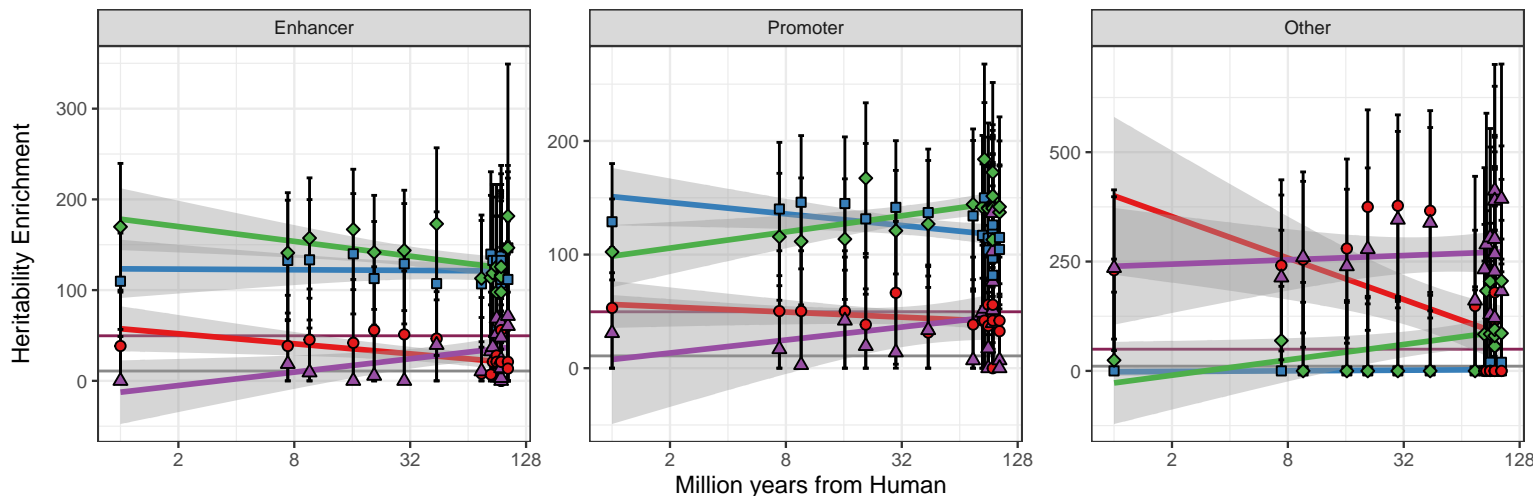 Enhancer Promoter Other
Heritability Enrichment
300
200
100
0
200
100
0
500
250
0
2 8 32 128 2 8 32 128 2 8 32 128
Million years from Human